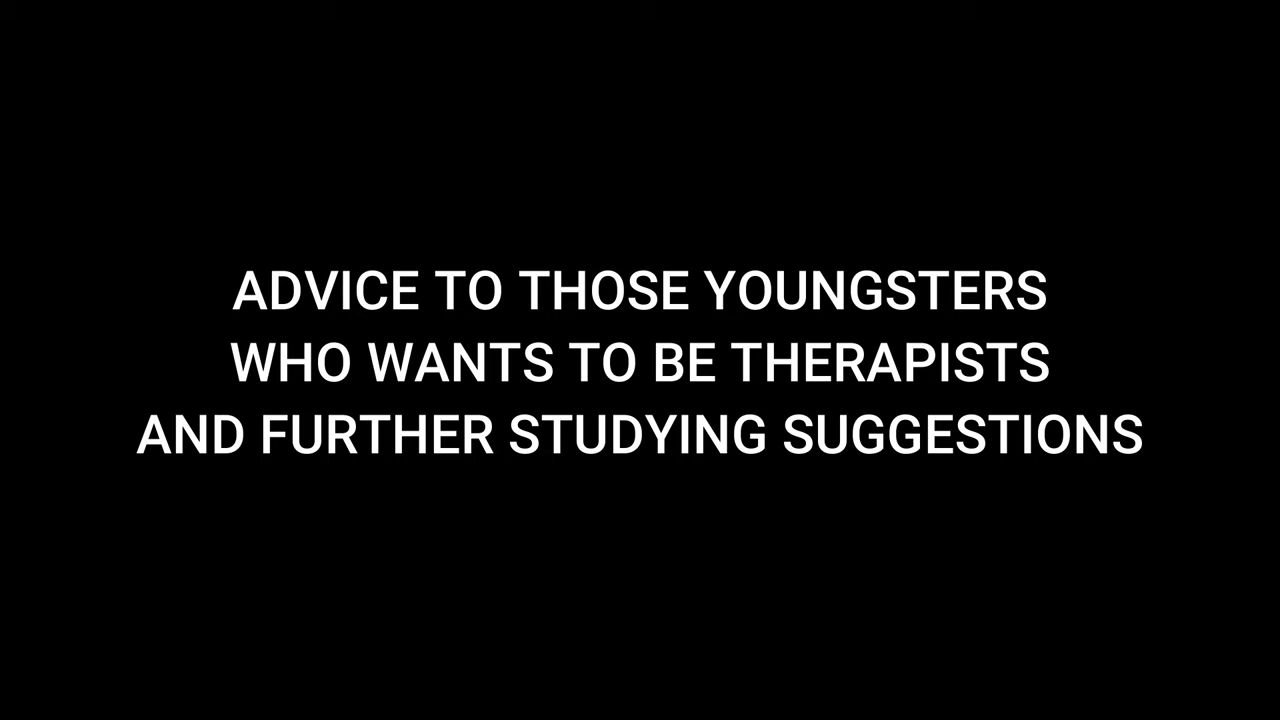 ADVICE TO THOSE YOUNGSTERS
WHO WANTS TO BE THERAPISTS
AND FURTHER STUDYING SUGGESTIONS